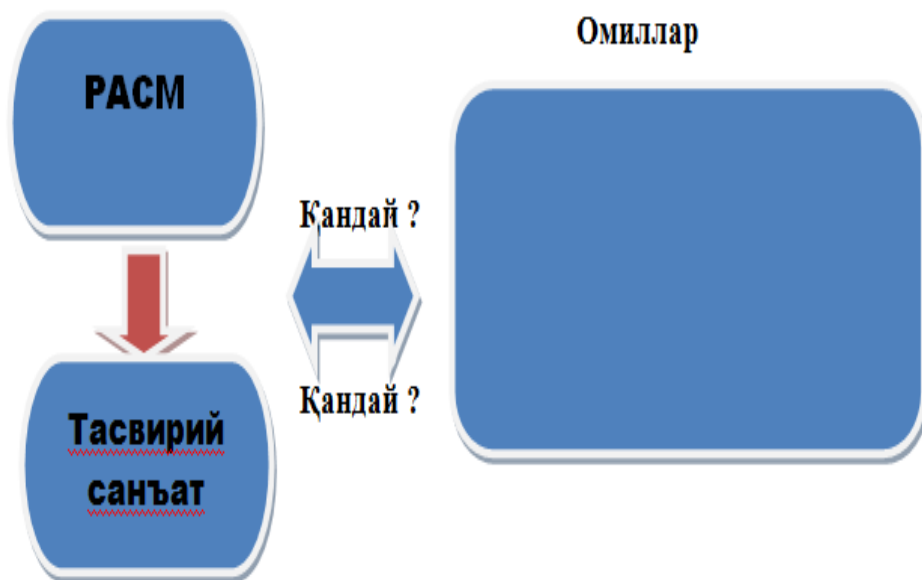 РАСМ
Омиллар
Қандай ?
Қандай ?
Тасвирий
санъат